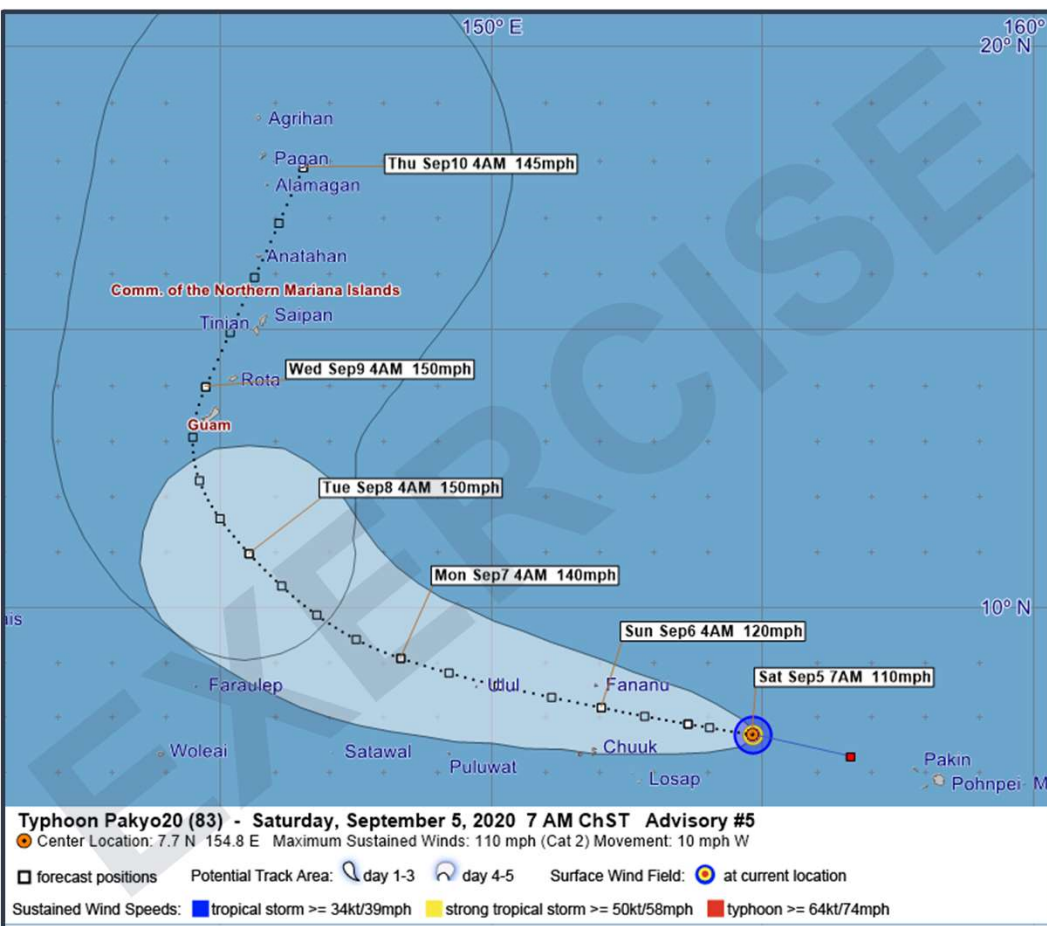 150° E
160°
20° N
Agrihan
Pagan
Thu Sep10 4AM 145mph
Alamagan
Anatahan
Comm. of the Northern Mariana Islands
Saipan
Tinian
Wed Sep9 4AM 150mph
Rota
Guam
Tue Sep8 4AM 150mph
Mon Sep7 4AM 140mph
10° N
ais
Sun Sep6 4AM 120mph
Sat Sep5 7AM 110mph
Faraulep
Ulul
Fananu
Woleai
Satawal
Chuuk
Puluwat
Losap
Pakin
Pohnpei
M
EXERCISE
Typhoon Pakyo20 (83) - Saturday, September 5, 2020 7 AM ChST Advisory #5
Center Location: 7.7 N 154.8 E Maximum Sustained Winds: 110 mph (Cat 2) Movement: 10 mph W
forecast positions Potential Track Area: day 1-3 day 4-5 Surface Wind Field: at current location
Sustained Wind Speeds: tropical storm >= 34kt/39mph strong tropical storm >= 50kt/58mph typhoon >= 64kt/74mph